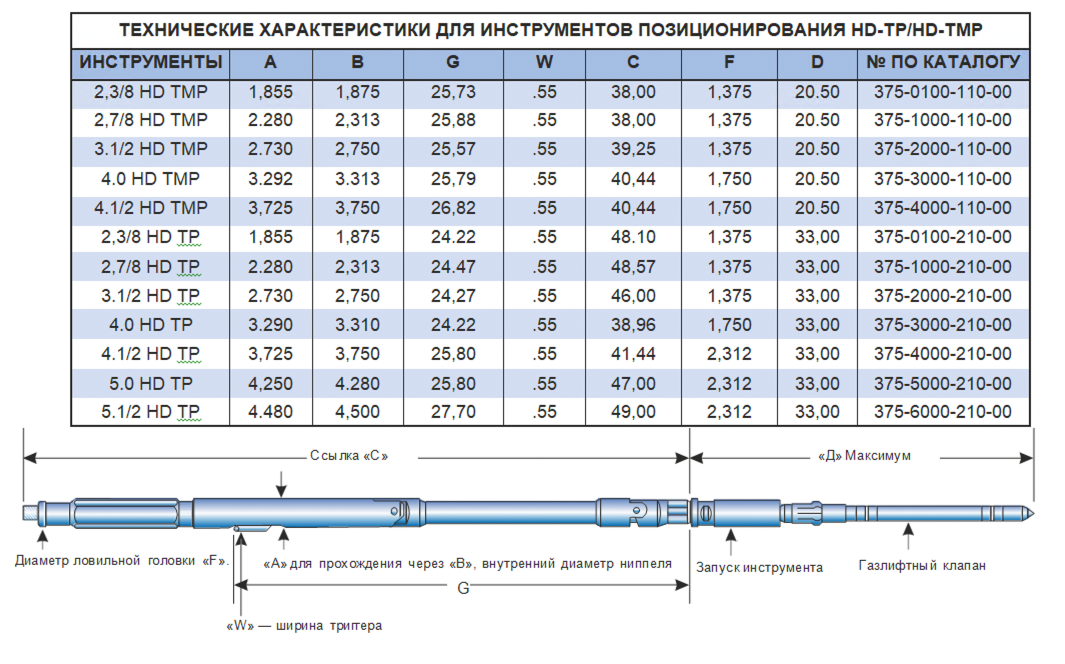 ТЕХНИЧЕСКИЕ ХАРАКТЕРИСТИКИ ДЛЯ ИНСТРУМЕНТОВ ПОЗИЦИОНИРОВАНИЯ HD-TP/HD-TMP
ИНСТРУМЕНТЫ A B G W C F D № ПО КАТАЛОГУ
2,3/8 HD TMP 1,855 1,875 25,73 .55 38,00 1,375 20.50 375-0100-110-00
2,7/8 HD TMP 2.280 2,313 25,88 .55 38,00 1,375 20.50 375-1000-110-00
3.1/2 HD TMP 2.730 2,750 25,57 .55 39,25 1,375 20.50 375-2000-110-00
4.0 HD TMP 3.292 3.313 25,79 .55 40,44 1,750 20.50 375-3000-110-00
4.1/2 HD TMP 3,725 3,750 26,82 .55 40,44 1,750 20.50 375-4000-110-00
2,3/8 HD TP 1,855 1,875 24.22 .55 48.10 1,375 33,00 375-0100-210-00
2,7/8 HD TP 2.280 2,313 24.47 .55 48,57 1,375 33,00 375-1000-210-00
3.1/2 HD TP 2.730 2,750 24,27 .55 46,00 1,375 33,00 375-2000-210-00
4.0 HD TP 3.290 3.310 24.22 .55 38,96 1,750 33,00 375-3000-210-00
4.1/2 HD TP 3,725 3,750 25,80 .55 41,44 2,312 33,00 375-4000-210-00
5.0 HD TP 4,250 4.280 25,80 .55 47,00 2,312 33,00 375-5000-210-00
5.1/2 HD TP 4.480 4,500 27,70 .55 49,00 2,312 33,00 375-6000-210-00
Ссылка «С» «Д» Максимум
Диаметр ловильной головки «F». «А» для прохождения через «В», внутренний диаметр ниппеля Запуск инструмента Газлифтный клапан
G
«W» — ширина триггера